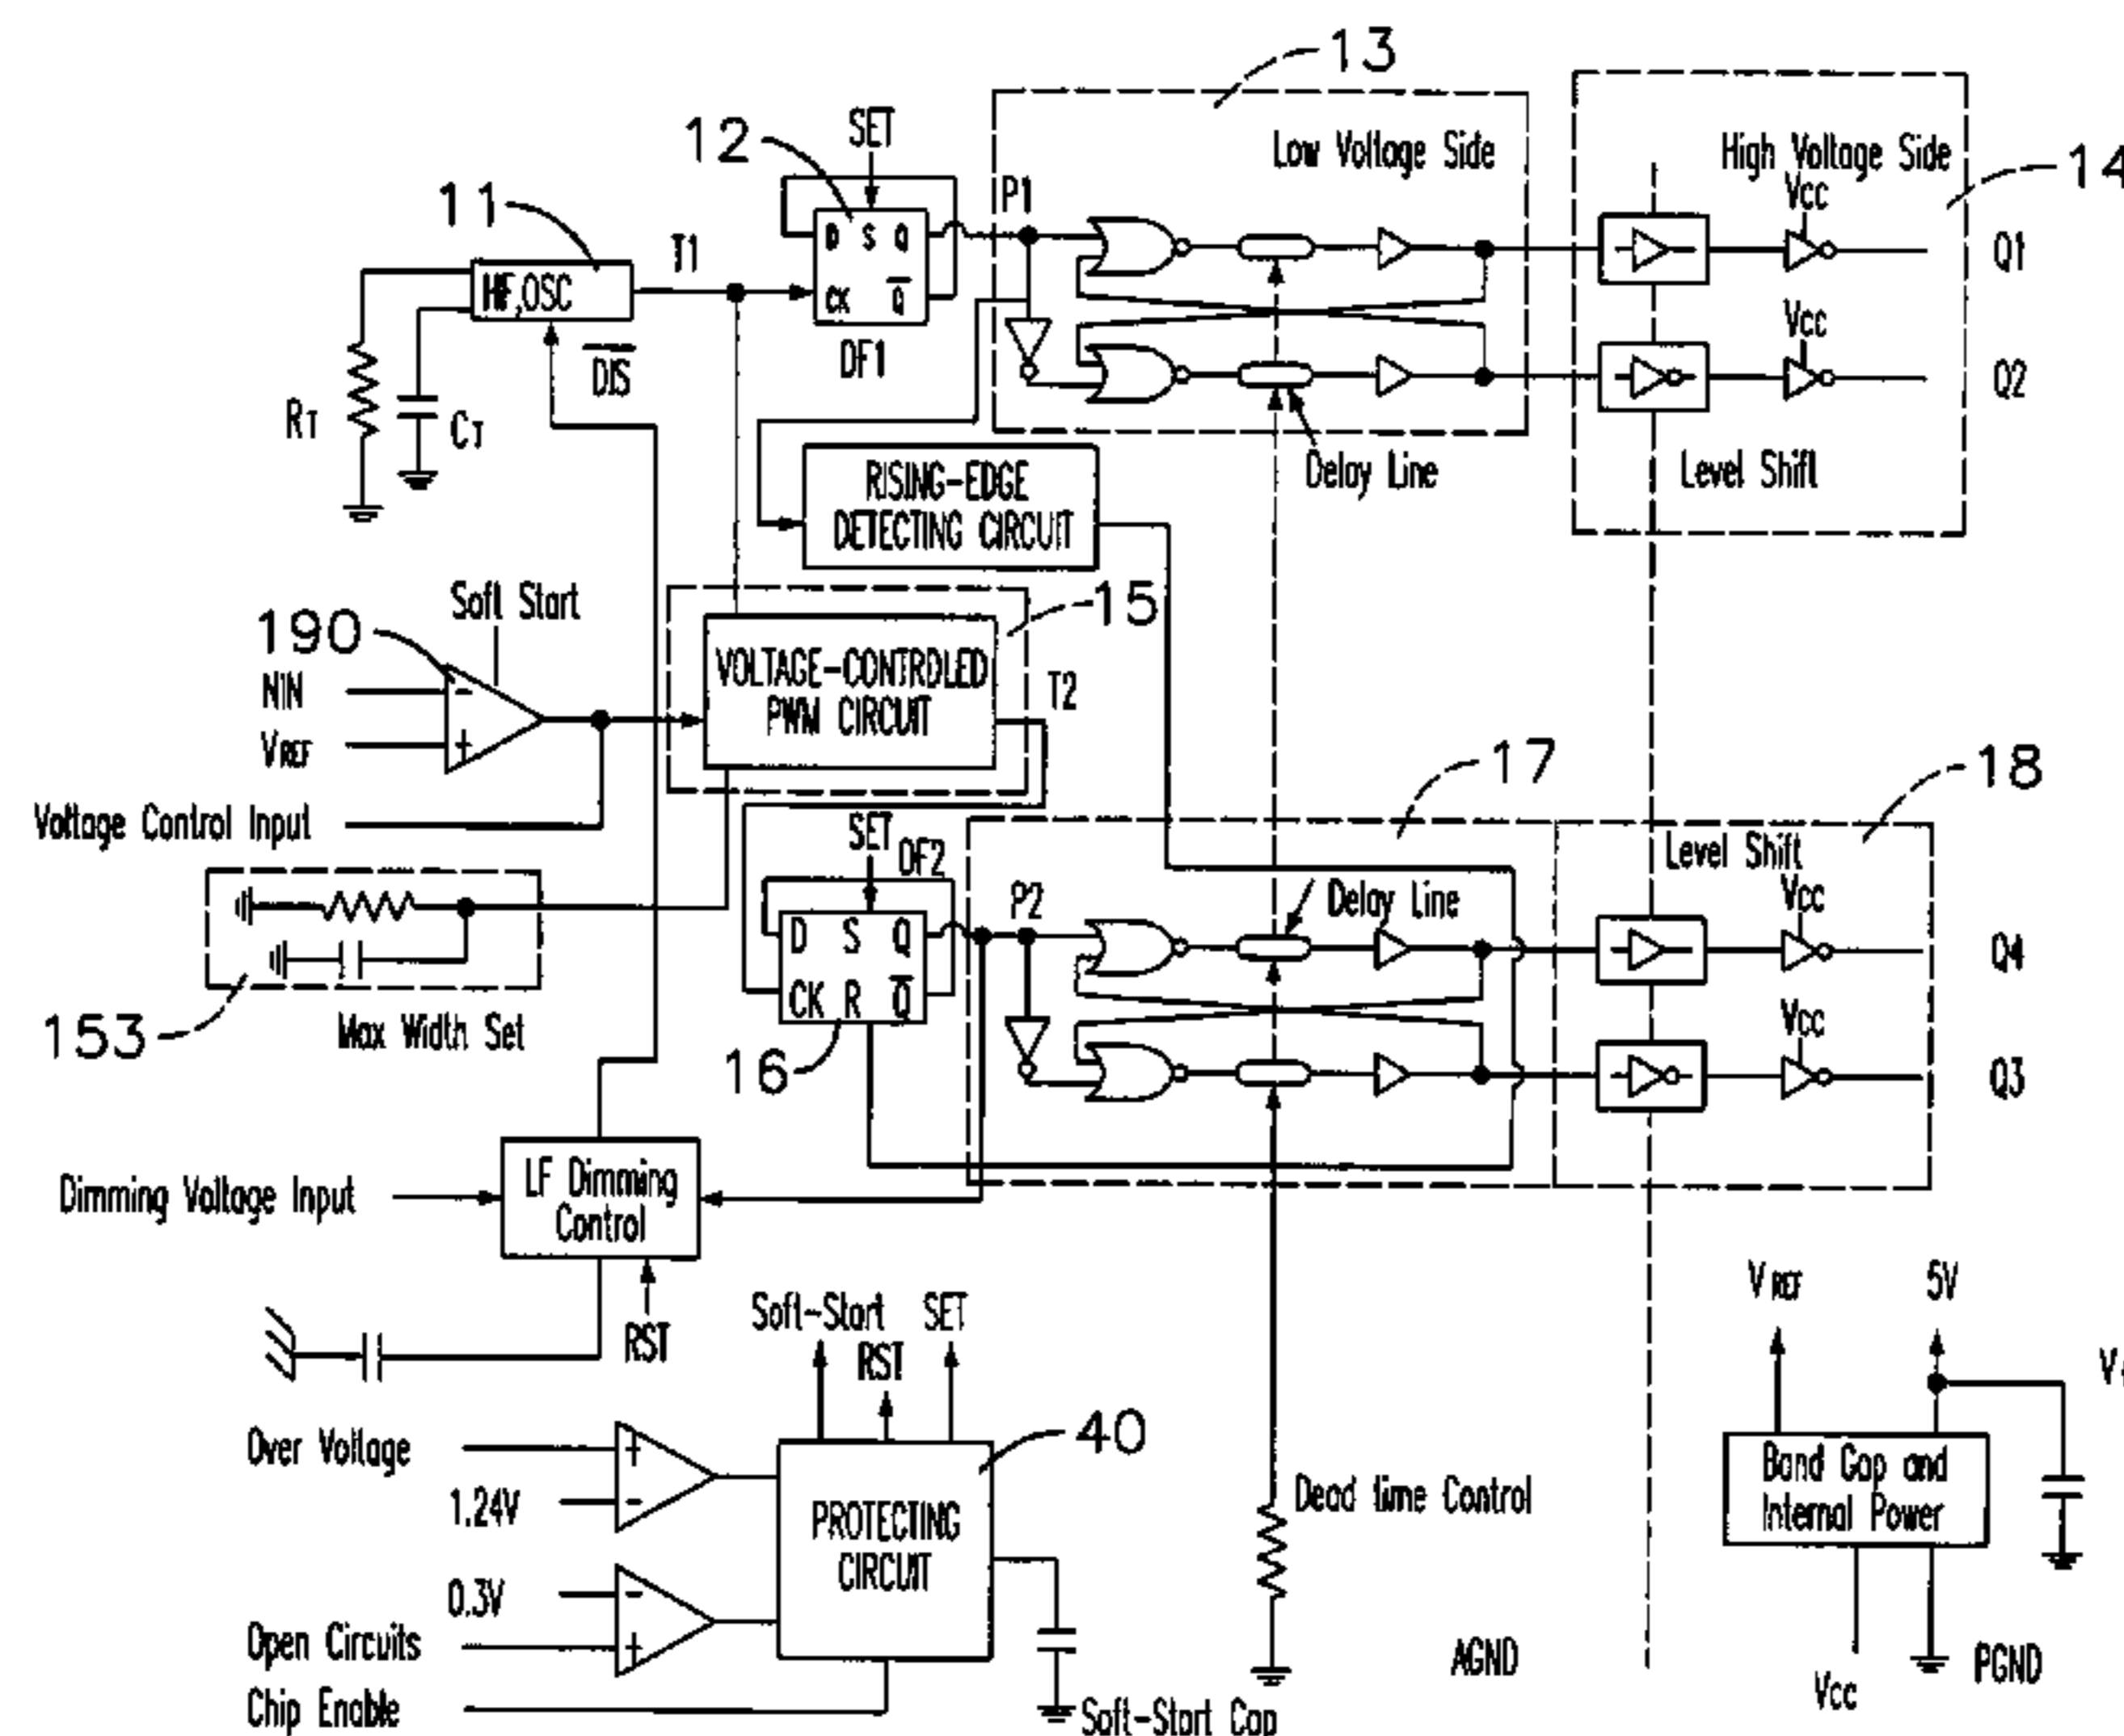 13
12
SET
Low Voltage Side
High Voltage Side
14
11
T1
P1
Vcc
D S Q
Q1
HF,OSC
CK Q
DF1
DIS
Vcc
Q2
RT
CT
Delay Line
Level Shift
RISING-EDGE
DETECTING CIRCUIT
Soft Start
15
190
NIN
-
VOLTAGE-CONTRDLED
PWM CIRCUIT
T2
VREF
+
17
18
Voltage Control Input
SET
DF2
Level Shift
P2
Delay Line
Vcc
D S Q
Q4
CK R Q
153
Max Width Set
16
Vcc
Q3
LF Dimming
Control
Dimming Voltage Input
RST
Soft-Start
RST
SET
VREF
5V
Over Voltage
+
1.24V
-
40
PROTECTING
CIRCUIT
Dead time Control
Band Gap and
Internal Power
0.3V
-
Open Circuits
+
Chip Enable
Soft-Start Cap
AGND
Vcc
PGND